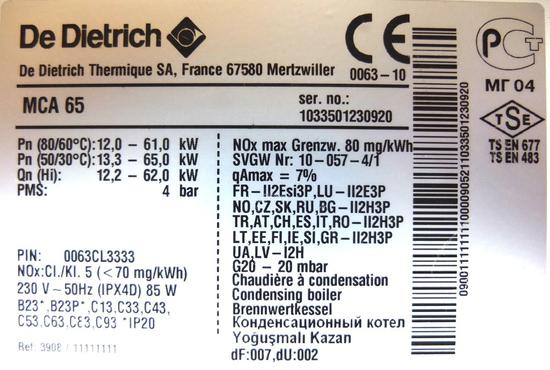 De Dietrich
De Dietrich Thermique SA, France 67580 Mertzwiller
0063-10
MCA 65
ser. no.:
1033501230920
Pn (80/60°C): 12,0 – 61,0 kW
Pn (50/30°C): 13,3 – 65,0 kW
Qn (Hi): 12,2 – 62,0 kW
PMS: 4 bar
PIN: 0063CL3333
NOx:Cl./Kl. 5 (<70 mg/kWh)
230 V – 50Hz (IPX4D) 85 W
B23*, B23P*, C13, C33, C43,
C53, C63, C83, C93 *IP20
Ref: 3908 / 11111111
NOx max Grenzw. 80 mg/kWh
SVGW Nr: 10-057-4/1
qAmax = 7%
FR-II2Esi3P, LU-II2E3P
NO,CZ,SK,RU,BG-II2H3P
TR,AT,CH,ES,IT,RO-II2H3P
LT,EE,FI,IE,SI,GR-II2H3P
UA,LV-I2H
G20 - 20 mbar
Chaudière à condensation
Condensing boiler
Brennwertkessel
Конденсационный котел
Yoğuşmalı Kazan
dF:007, dU:002
МГ 04
TSE
TS EN 677
TS EN 483